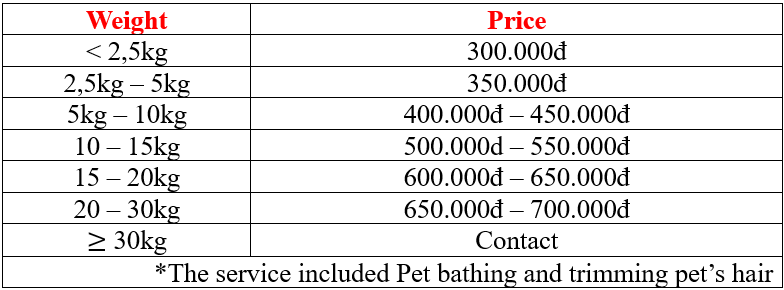 Weight Price
< 2,5kg 300.000đ
2,5kg – 5kg 350.000đ
5kg – 10kg 400.000đ – 450.000đ
10 – 15kg 500.000d – 550.000đ
15 – 20kg 600.000đ – 650.000đ
20 – 30kg 650.000đ – 700.000đ
≥ 30kg Contact
*The service included Pet bathing and trimming pet’s hair